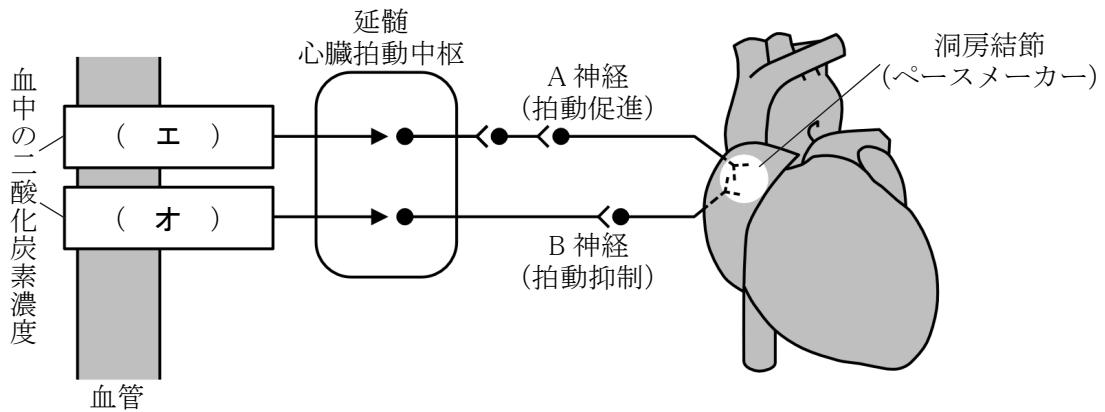 延髄
心臓拍動中枢
洞房結節
(ペースメーカー)
A 神経
(拍動促進)
血中の二酸化炭素濃度
( エ )
( オ )
B 神経
(拍動抑制)
血管